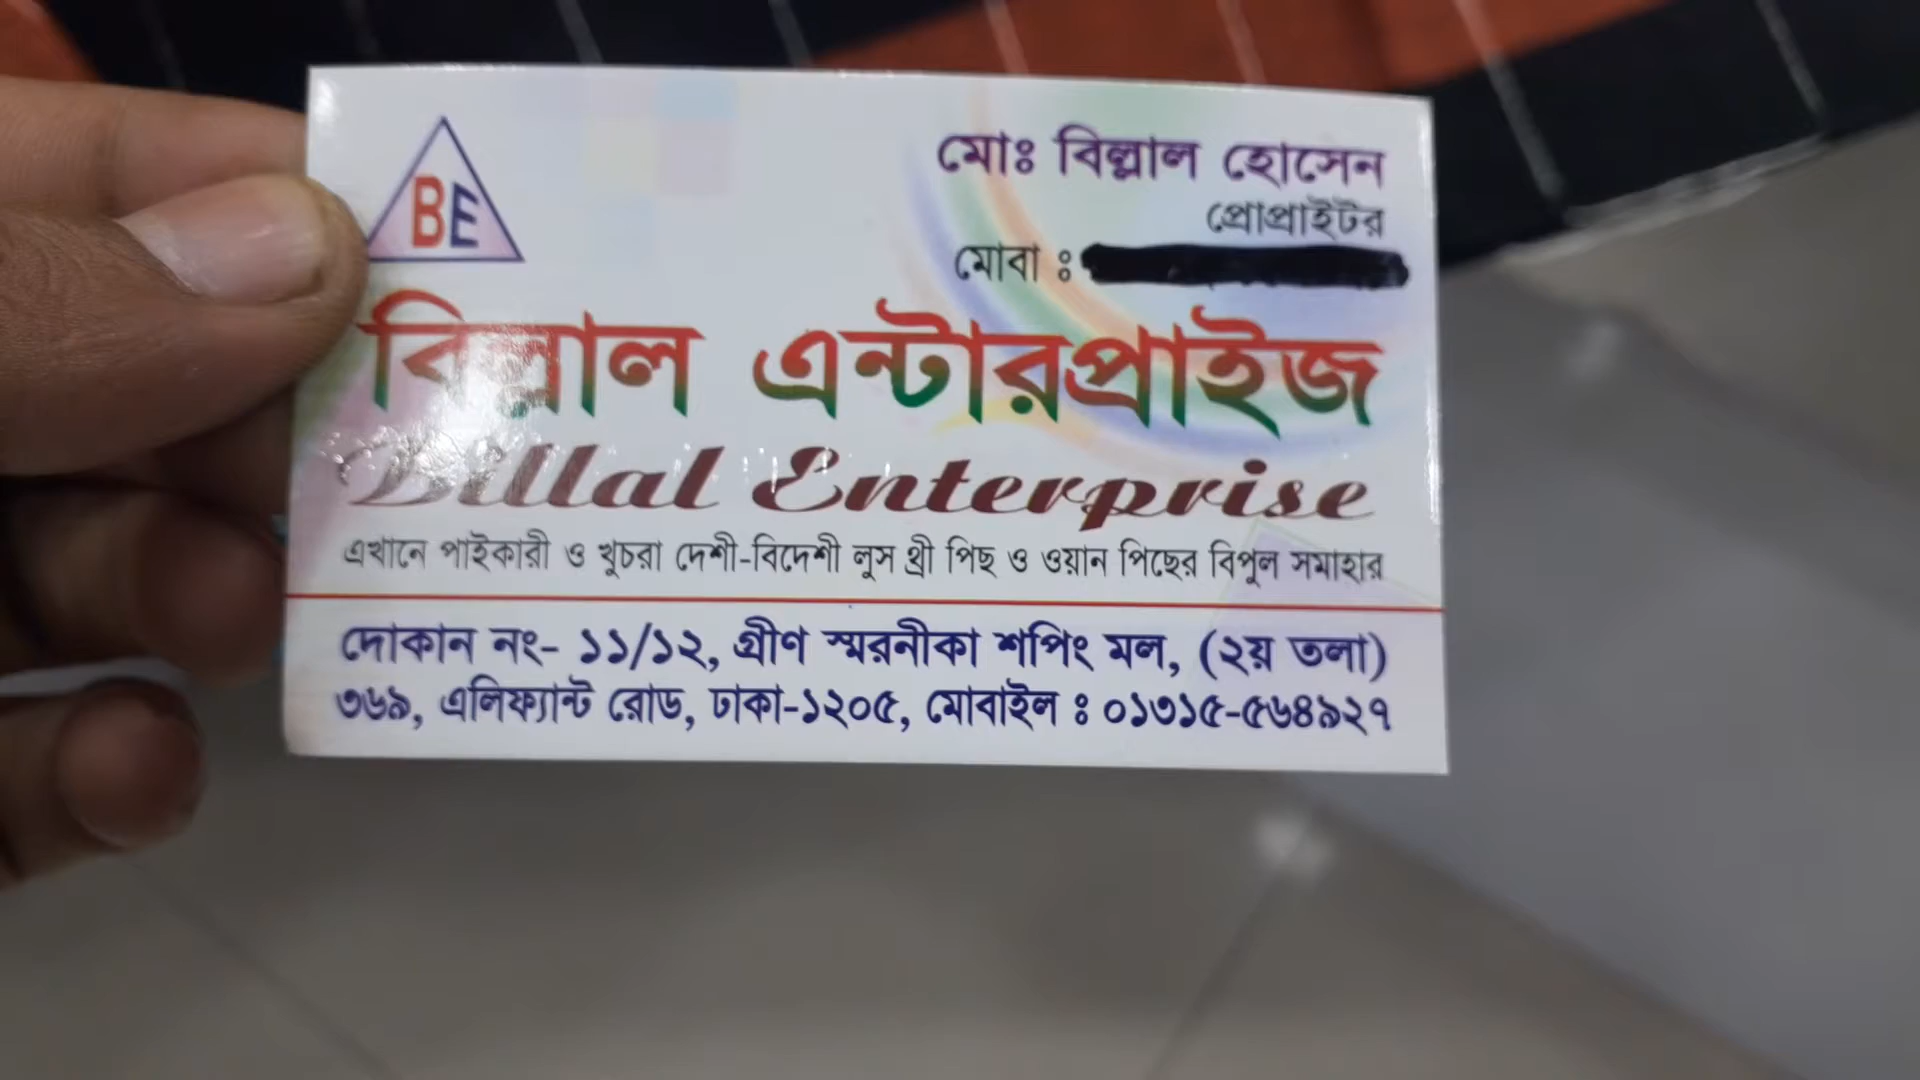 BE
মোঃ বিল্লাল হোসেন
প্রোপ্রাইটর
মোবা ঃ
বিল্লাল এন্টারপ্রাইজ
Billal Enterprise
এখানে পাইকারী ও খুচরা দেশী-বিদেশী লুস থ্রী পিছ ও ওয়ান পিছের বিপুল সমাহার
দোকান নং- ১১/১২, গ্রীণ স্মরনীকা শপিং মল, (২য় তলা)
৩৬৯, এলিফ্যান্ট রোড, ঢাকা-১২০৫, মোবাইল ঃ ০১৩১৫-৫৬৪৯২৭